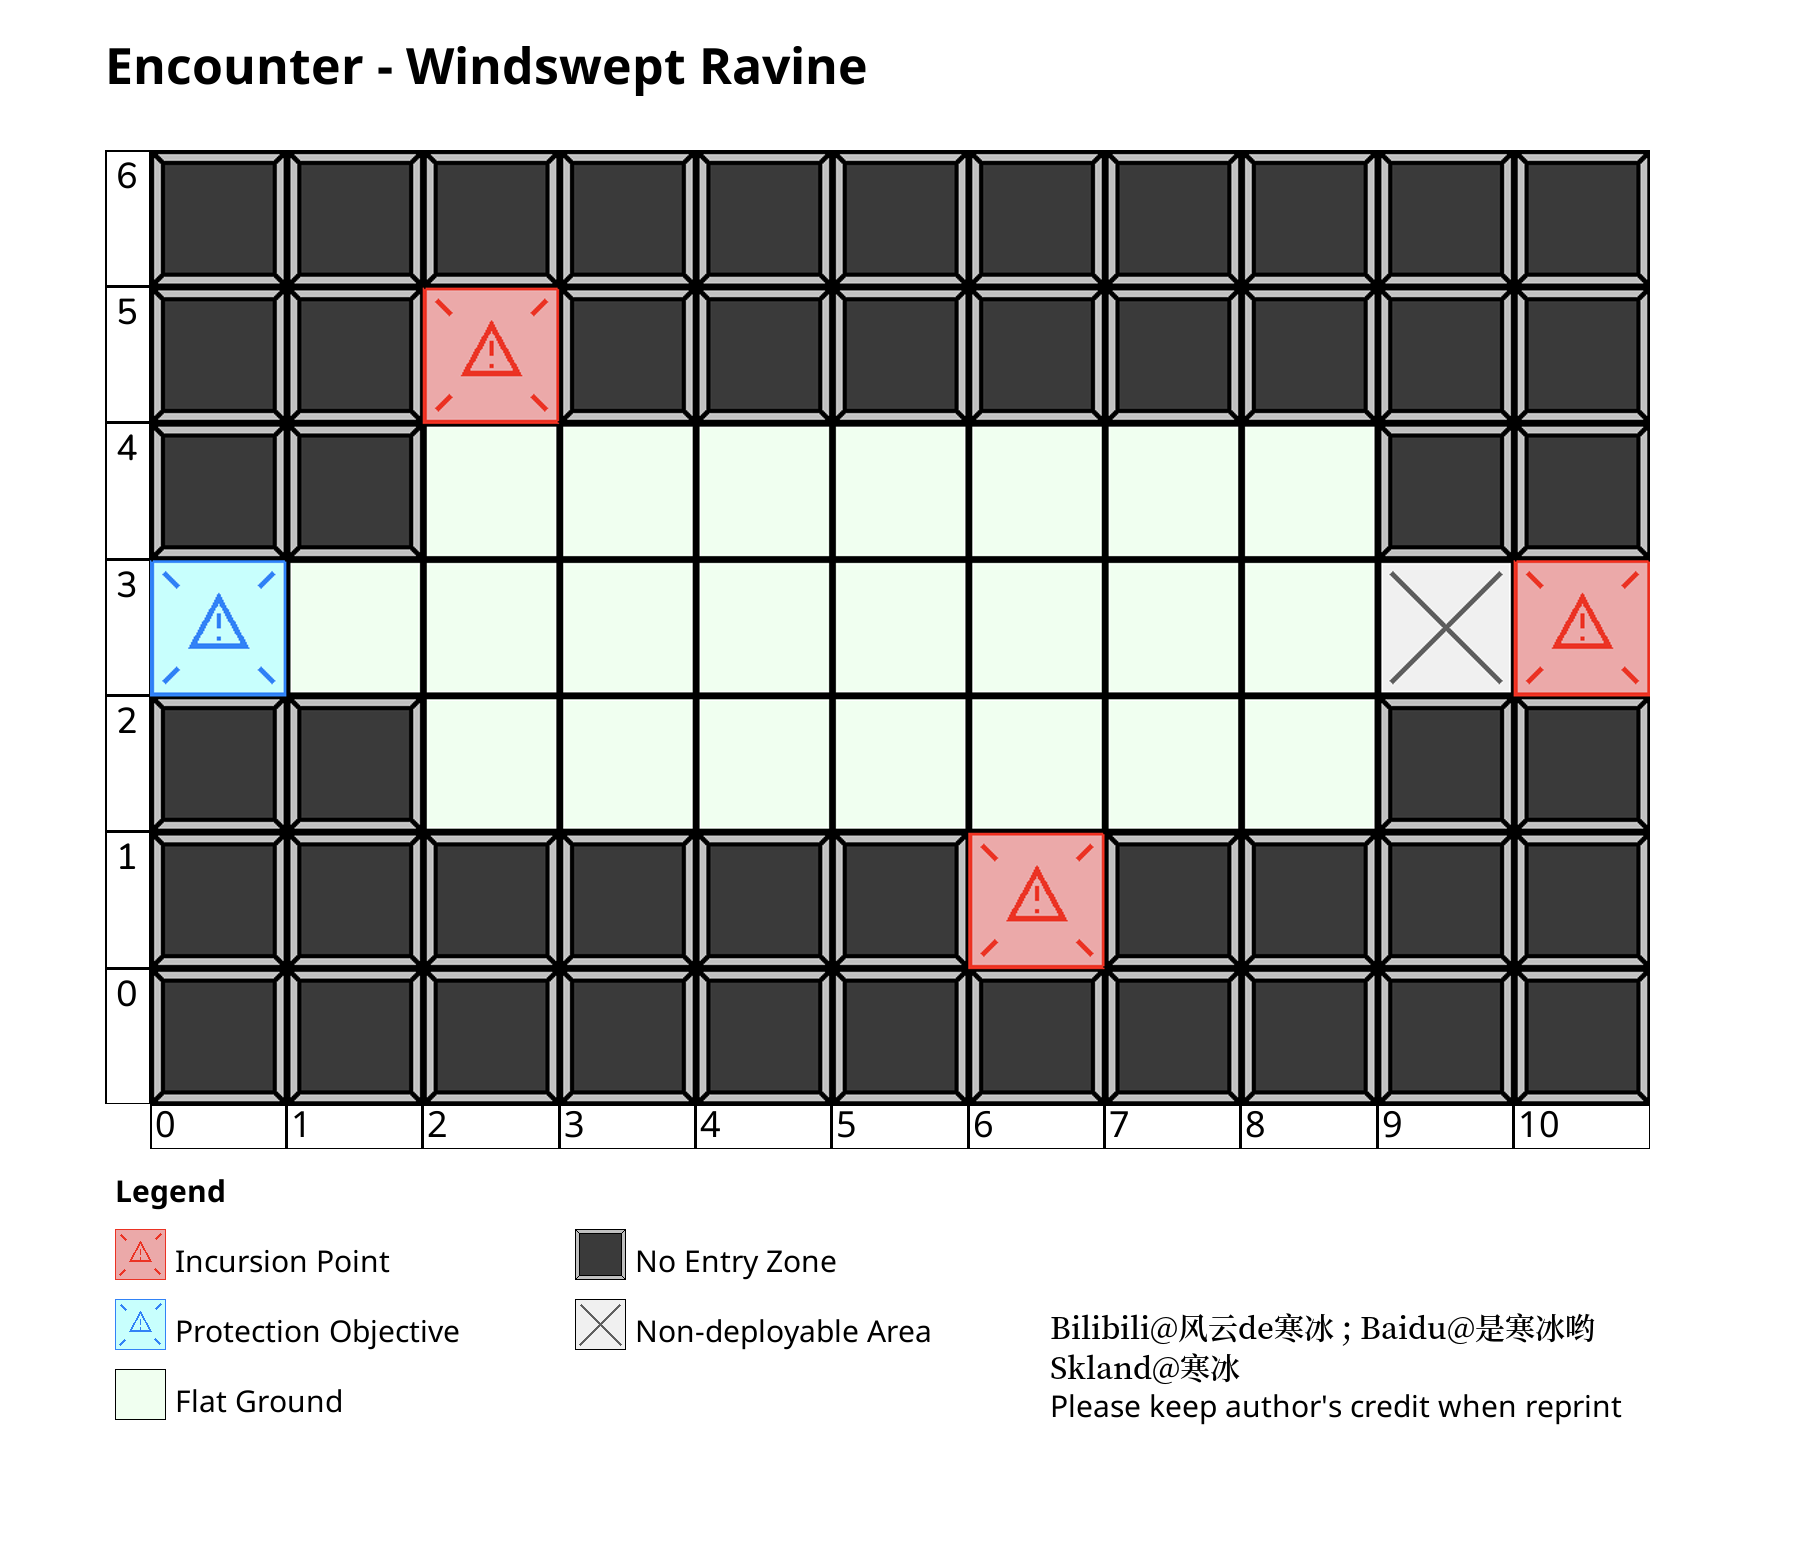 Encounter - Windswept Ravine
6
5
4
3
2
1
0
0 1 2 3 4 5 6 7 8 9 10
Legend
Incursion Point
No Entry Zone
Protection Objective
Non-deployable Area
Flat Ground
Bilibili@风云de寒冰 ; Baidu@是寒冰哟
Skland@寒冰
Please keep author's credit when reprint